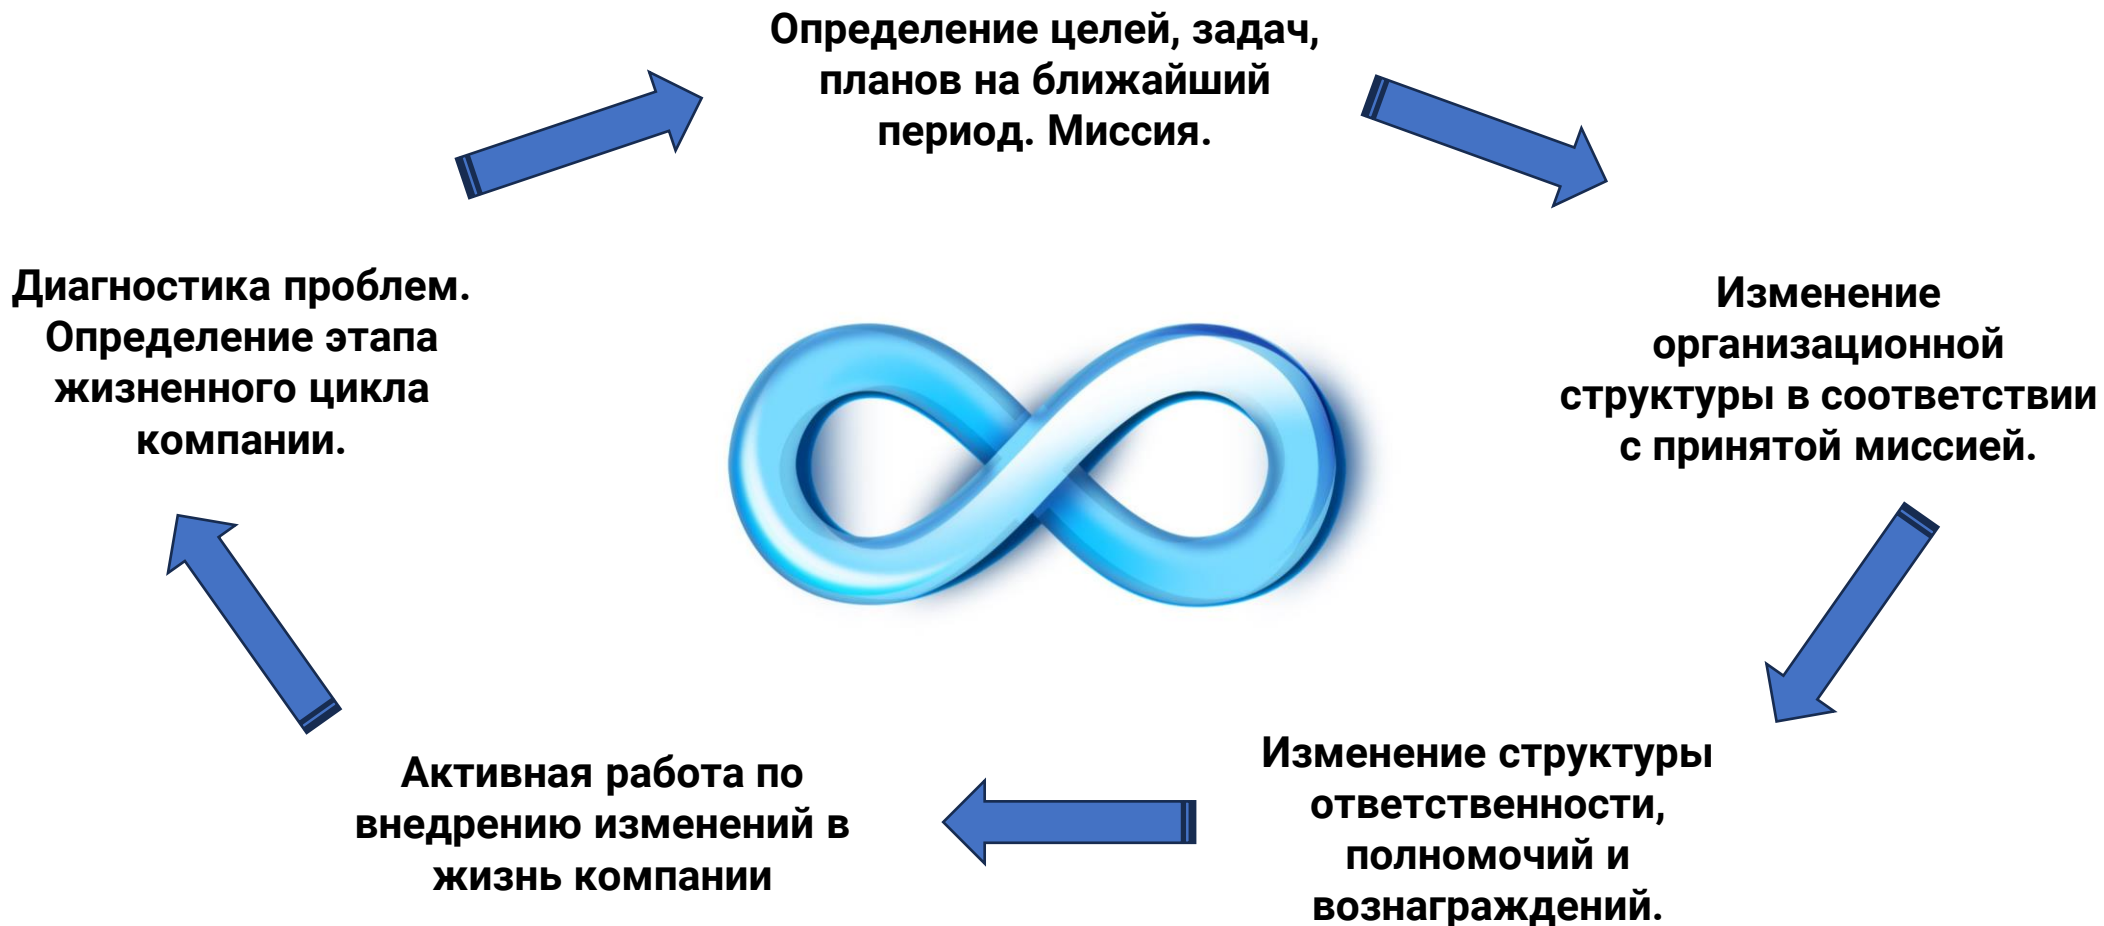 Определение целей, задач,
планов на ближайший
период. Миссия.
Диагностика проблем.
Определение этапа
жизненного цикла
компании.
Изменение
организационной
структуры в соответствии
с принятой миссией.
Изменение структуры
ответственности,
полномочий и
вознаграждений.
Активная работа по
внедрению изменений в
жизнь компании